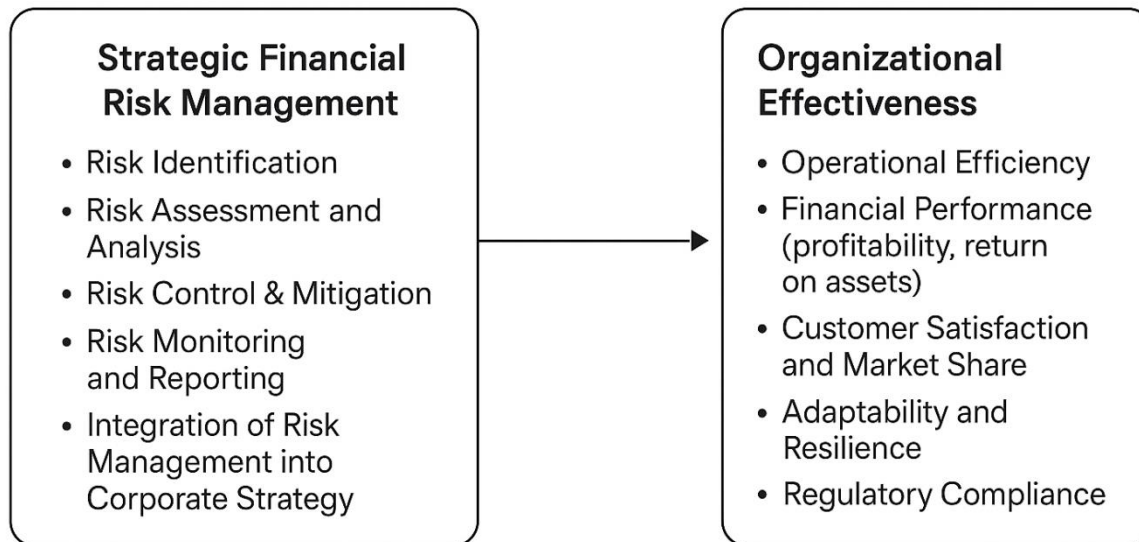 Strategic Financial
Risk Management
• Risk Identification
• Risk Assessment and
Analysis
• Risk Control & Mitigation
• Risk Monitoring
and Reporting
• Integration of Risk
Management into
Corporate Strategy
Organizational
Effectiveness
• Operational Efficiency
• Financial Performance
(profitability, return
on assets)
• Customer Satisfaction
and Market Share
• Adaptability and
Resilience
• Regulatory Compliance